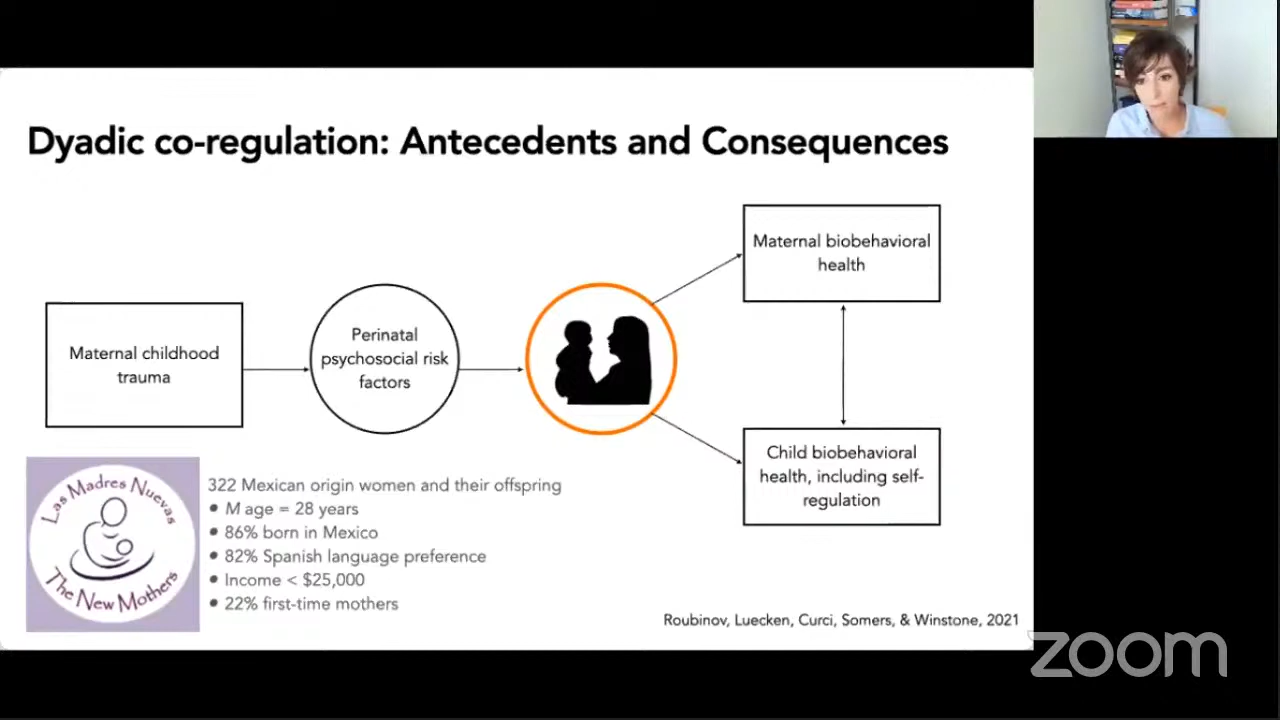 Dyadic co-regulation: Antecedents and Consequences
Maternal childhood
trauma
Perinatal
psychosocial risk
factors
Maternal biobehavioral
health
Child biobehavioral
health, including self-
regulation
Las Madres Nuevas
The New Mothers
322 Mexican origin women and their offspring
• M age = 28 years
• 86% born in Mexico
• 82% Spanish language preference
• Income < $25,000
• 22% first-time mothers
Roubinov, Luecken, Curci, Somers, & Winstone, 2021
zoom